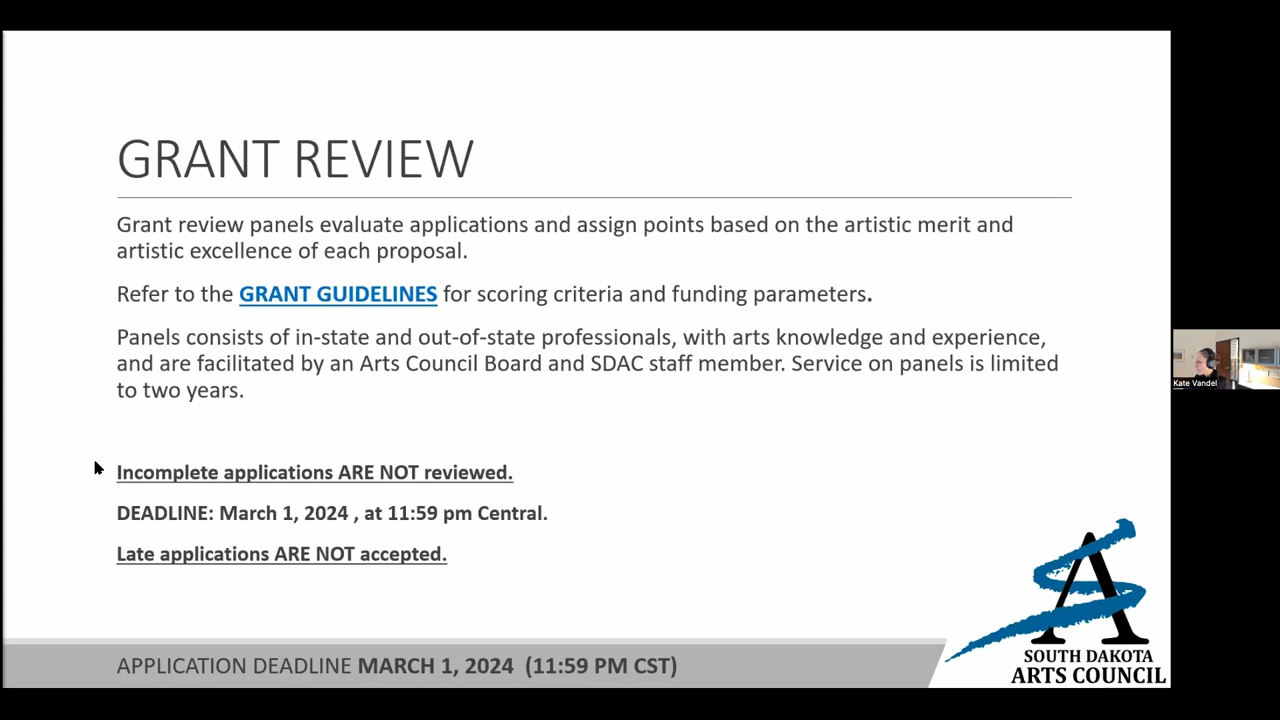 GRANT REVIEW
Grant review panels evaluate applications and assign points based on the artistic merit and
artistic excellence of each proposal.
Refer to the GRANT GUIDELINES for scoring criteria and funding parameters.
Panels consists of in-state and out-of-state professionals, with arts knowledge and experience,
and are facilitated by an Arts Council Board and SDAC staff member. Service on panels is limited
to two years.
Kate Vandel
Incomplete applications ARE NOT reviewed.
DEADLINE: March 1, 2024 , at 11:59 pm Central.
Late applications ARE NOT accepted.
APPLICATION DEADLINE MARCH 1, 2024 (11:59 PM CST)
SOUTH DAKOTA
ARTS COUNCIL